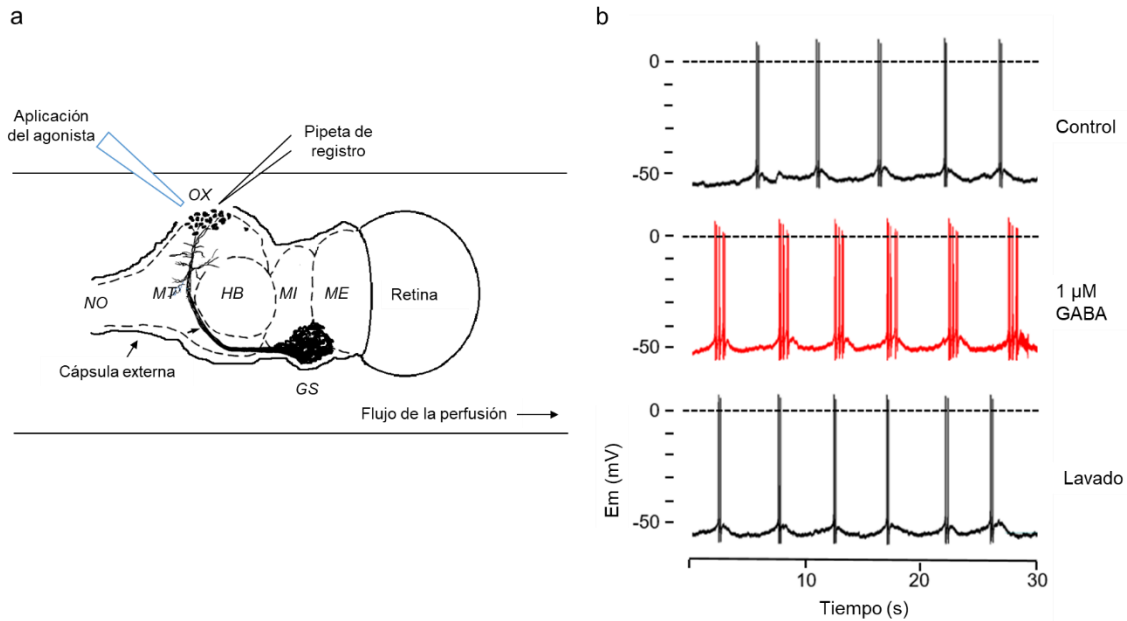 a
Aplicación
del agonista
Pipeta de
registro
OX
NO
MT
HB
MI
ME
Retina
Cápsula externa
GS
Flujo de la perfusión
b
0
-50
Control
0
-50
1 µM
GABA
0
-50
Lavado
Em (mV)
10
20
30
Tiempo (s)